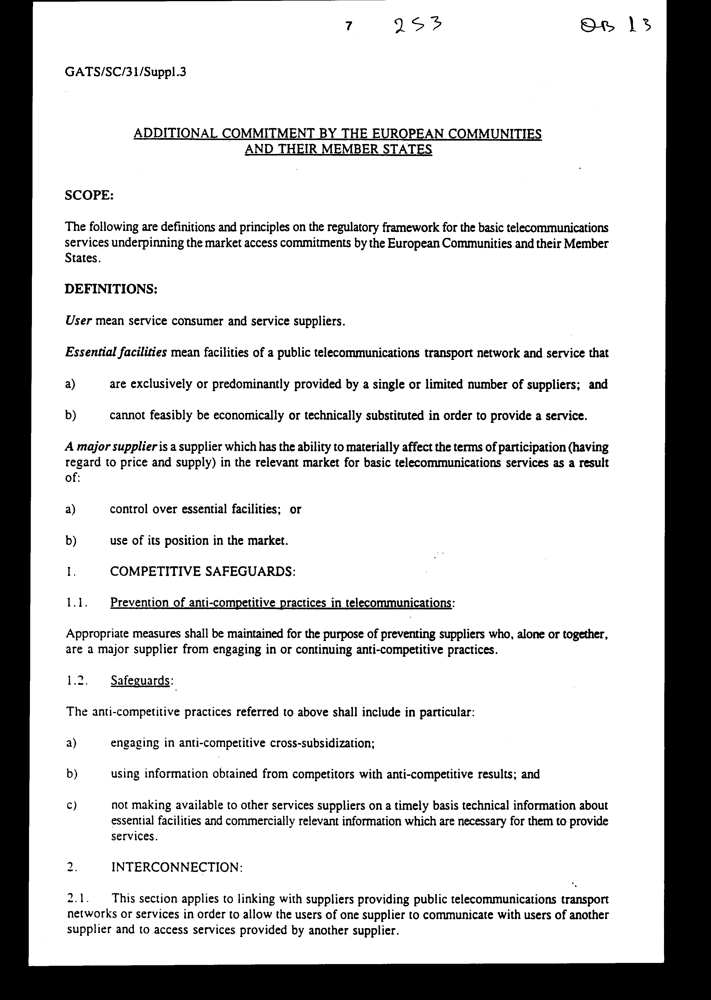 7 253 OB 13
GATS/SC/31/Suppl.3
ADDITIONAL COMMITMENT BY THE EUROPEAN COMMUNITIES
AND THEIR MEMBER STATES
SCOPE:
The following are definitions and principles on the regulatory framework for the basic telecommunications
services underpinning the market access commitments by the European Communities and their Member
States.
DEFINITIONS:
User mean service consumer and service suppliers.
Essential facilities mean facilities of a public telecommunications transport network and service that
a) are exclusively or predominantly provided by a single or limited number of suppliers; and
b) cannot feasibly be economically or technically substituted in order to provide a service.
A major supplier is a supplier which has the ability to materially affect the terms of participation (having
regard to price and supply) in the relevant market for basic telecommunications services as a result
of:
a) control over essential facilities; or
b) use of its position in the market.
1. COMPETITIVE SAFEGUARDS:
1.1. Prevention of anti-competitive practices in telecommunications:
Appropriate measures shall be maintained for the purpose of preventing suppliers who, alone or together,
are a major supplier from engaging in or continuing anti-competitive practices.
1.2. Safeguards:
The anti-competitive practices referred to above shall include in particular:
a) engaging in anti-competitive cross-subsidization;
b) using information obtained from competitors with anti-competitive results; and
c) not making available to other services suppliers on a timely basis technical information about
essential facilities and commercially relevant information which are necessary for them to provide
services.
2. INTERCONNECTION:
2.1. This section applies to linking with suppliers providing public telecommunications transport
networks or services in order to allow the users of one supplier to communicate with users of another
supplier and to access services provided by another supplier.